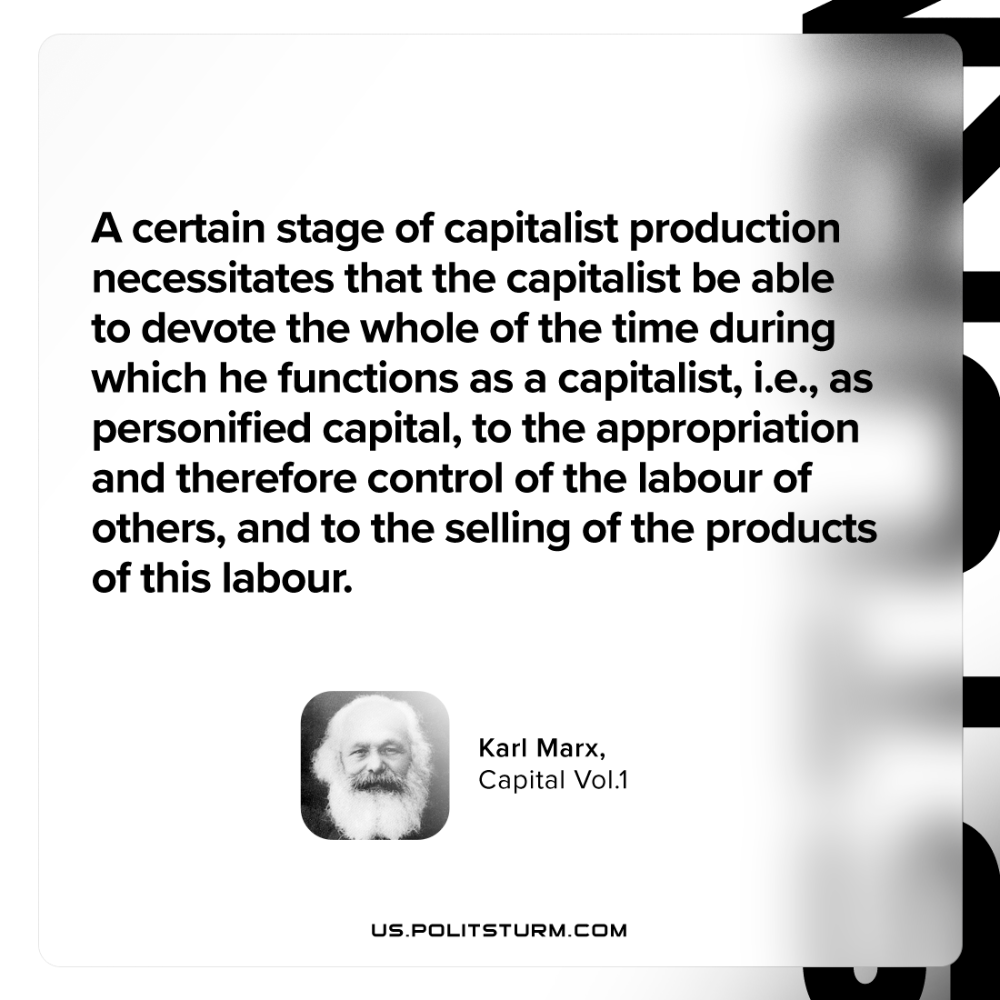 A certain stage of capitalist production
necessitates that the capitalist be able
to devote the whole of the time during
which he functions as a capitalist, i.e., as
personified capital, to the appropriation
and therefore control of the labour of
others, and to the selling of the products
of this labour.
Karl Marx,
Capital Vol.1
US.POLITSTURM.COM